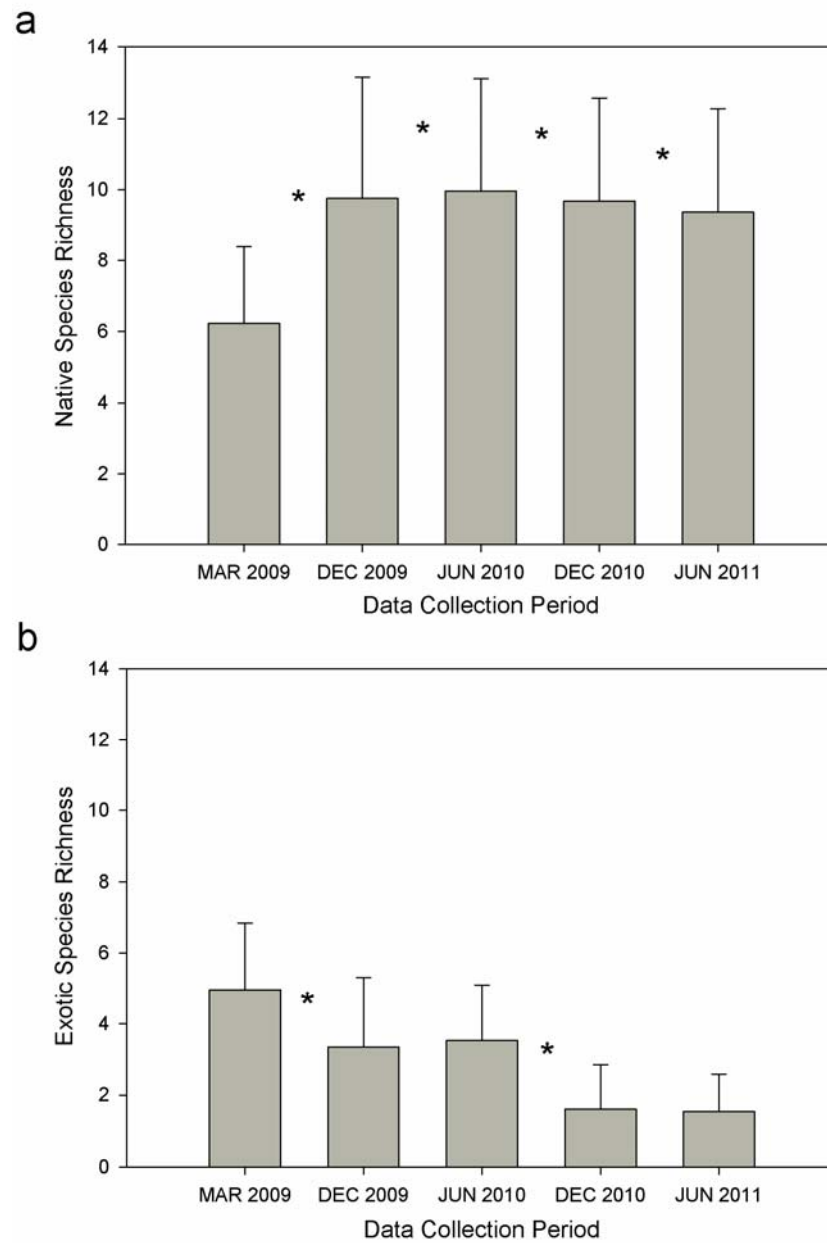 a
14
12
10
8
6
4
2
0
Native Species Richness
*
*
*
*
MAR 2009 DEC 2009 JUN 2010 DEC 2010 JUN 2011
Data Collection Period
b
14
12
10
8
6
4
2
0
Exotic Species Richness
*
*
MAR 2009 DEC 2009 JUN 2010 DEC 2010 JUN 2011
Data Collection Period